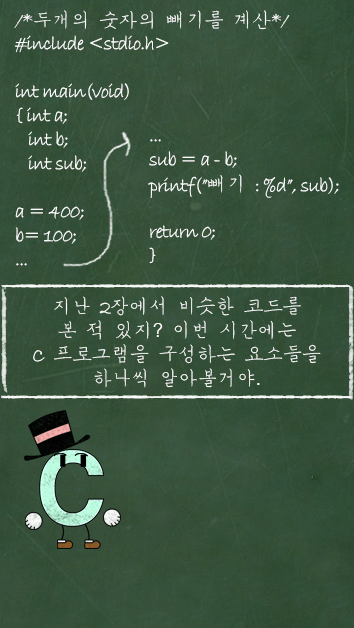 /*두개의 숫자의 빼기를 계산*/
#include <stdio.h>
int main(void)
{ int a;
int b;
int sub;
a = 400;
b= 100;
...
...
sub = a - b;
printf("빼기 : %d", sub);
return 0;
}
지난 2장에서 비슷한 코드를
본 적 있지? 이번 시간에는
C 프로그램을 구성하는 요소들을
하나씩 알아볼거야.
C